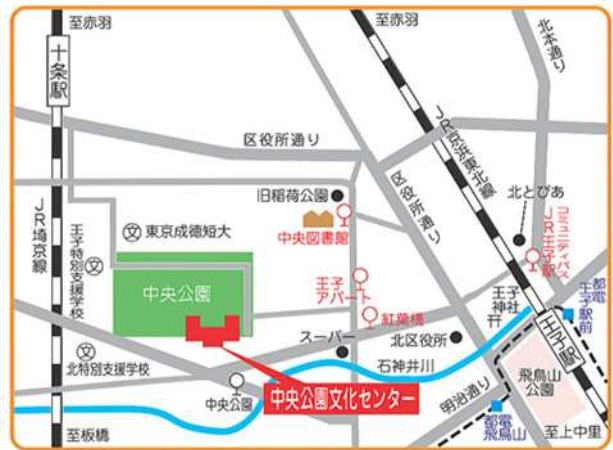 至赤羽
至赤羽
北本通り
十条駅
区役所通り
JR京浜東北線
区役所通り
旧稲荷公園
北とぴあ
中央図書館
コミュニティバス
JR王子駅
JR埼京線
王子特別支援学校
文
東京成徳短大
文
中央公園
王子
アパート
紅葉橋
王子
神社
都電
王子駅前
王子駅
スーパー
北区役所
文
北特別支援学校
石神井川
飛鳥山
公園
中央公園
中央公園文化センター
明治通り
都電
飛鳥山
至板橋
至上中里